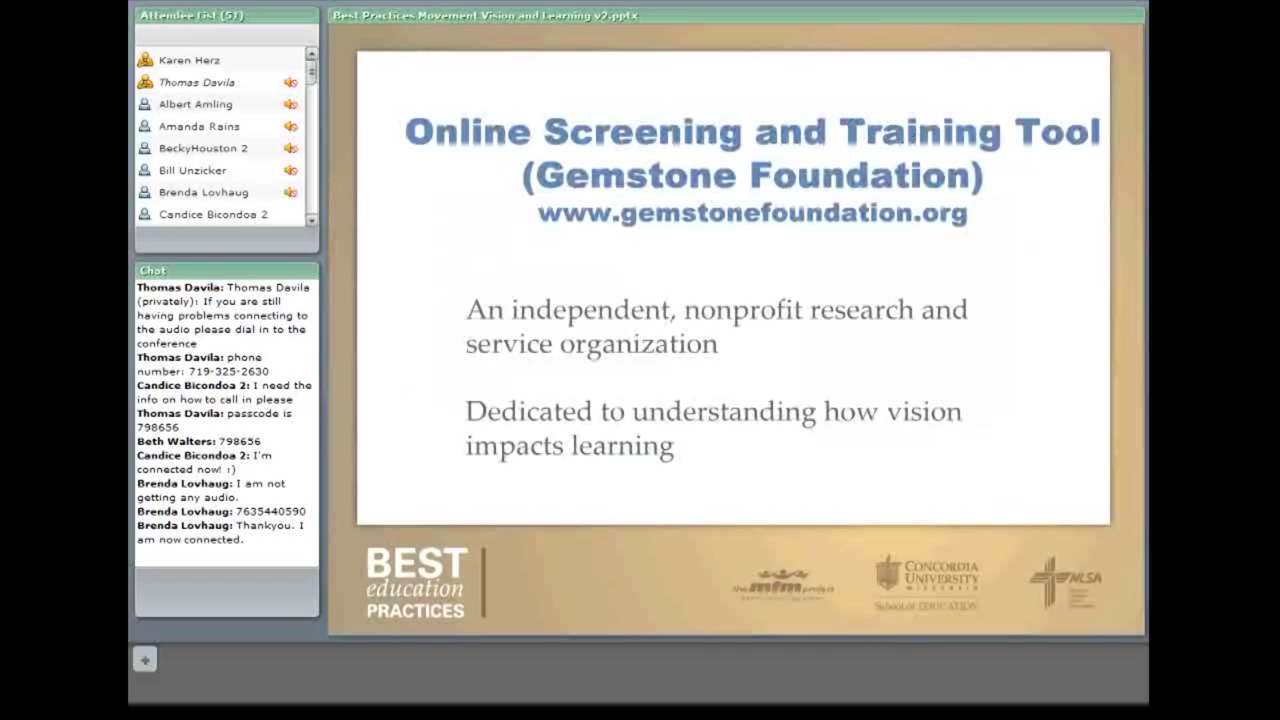 Attendee List (51)
Karen Herz
Thomas Davila
Albert Amling
Amanda Rains
BeckyHouston 2
Bill Unzicker
Brenda Lovhaug
Candice Bicondoa 2
Chat
Thomas Davila: Thomas Davila
(privately): If you are still
having problems connecting to
the audio please dial in to the
conference
Thomas Davila: phone
number: 719-325-2630
Candice Bicondoa 2: I need the
info on how to call in please
Thomas Davila: passcode is
798656
Beth Walters: 798656
Candice Bicondoa 2: I'm
connected now! :)
Brenda Lovhaug: I am not
getting any audio.
Brenda Lovhaug: 7635440590
Brenda Lovhaug: Thankyou. I
am now connected.
Best Practices Movement Vision and Learning v2.pptx
Online Screening and Training Tool
(Gemstone Foundation)
www.gemstonefoundation.org
An independent, nonprofit research and
service organization
Dedicated to understanding how vision
impacts learning
BEST
education
PRACTICES
the mfm project
CONCORDIA
UNIVERSITY
School of EDUCATION
NLSA